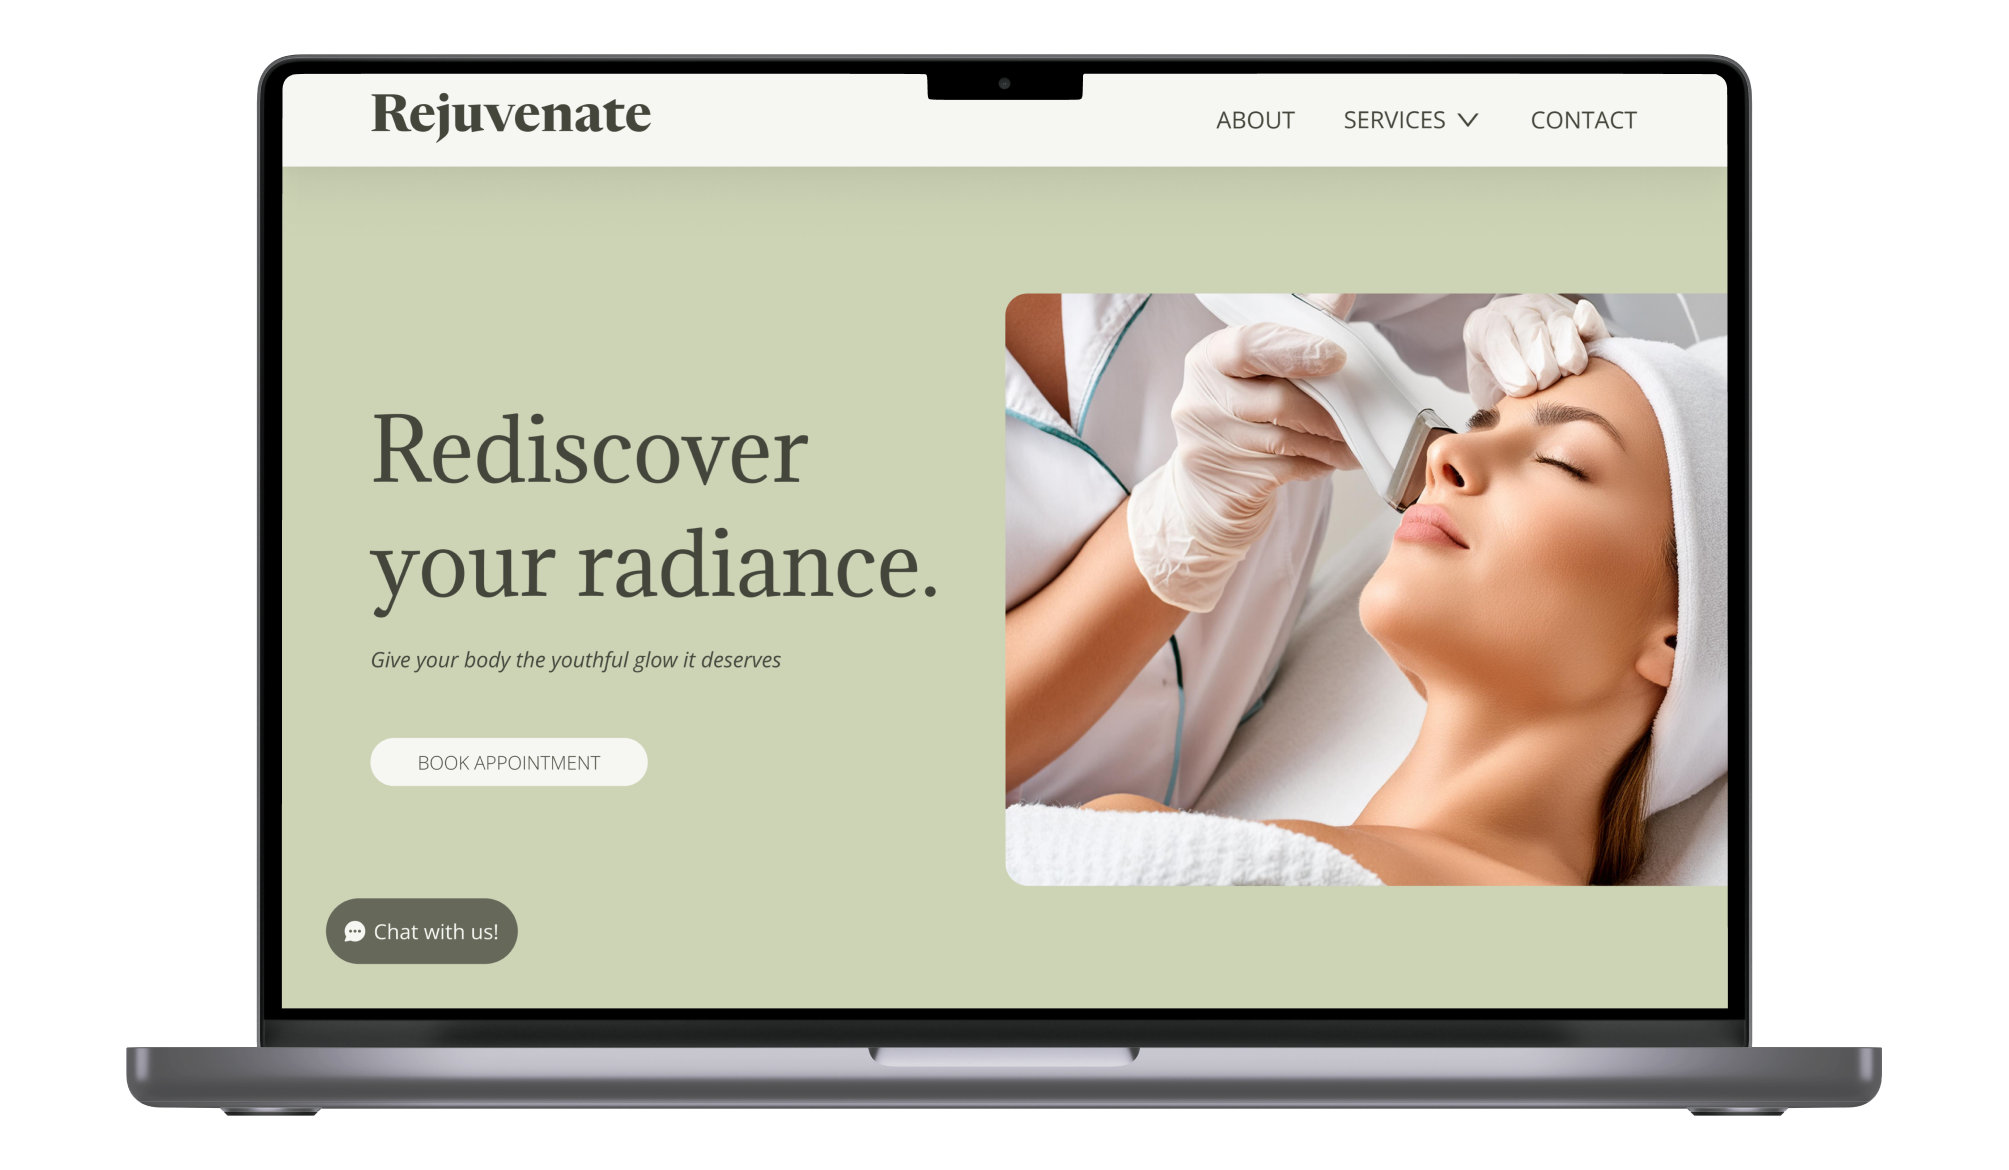 Rejuvenate
ABOUT
SERVICES
CONTACT
Rediscover
your radiance.
Give your body the youthful glow it deserves
BOOK APPOINTMENT
Chat with us!